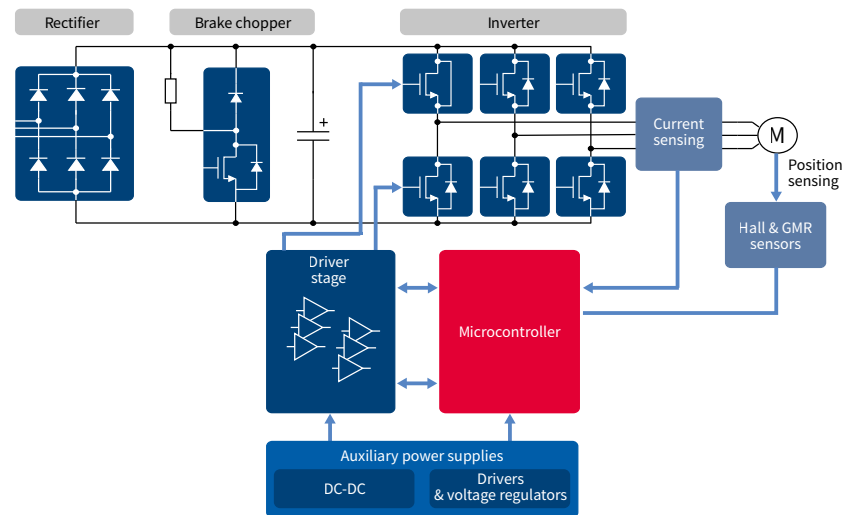 Rectifier
Brake chopper
Inverter
+
Current
sensing
M
Position
sensing
Hall & GMR
sensors
Driver
stage
Microcontroller
Auxiliary power supplies
DC-DC
Drivers
& voltage regulators